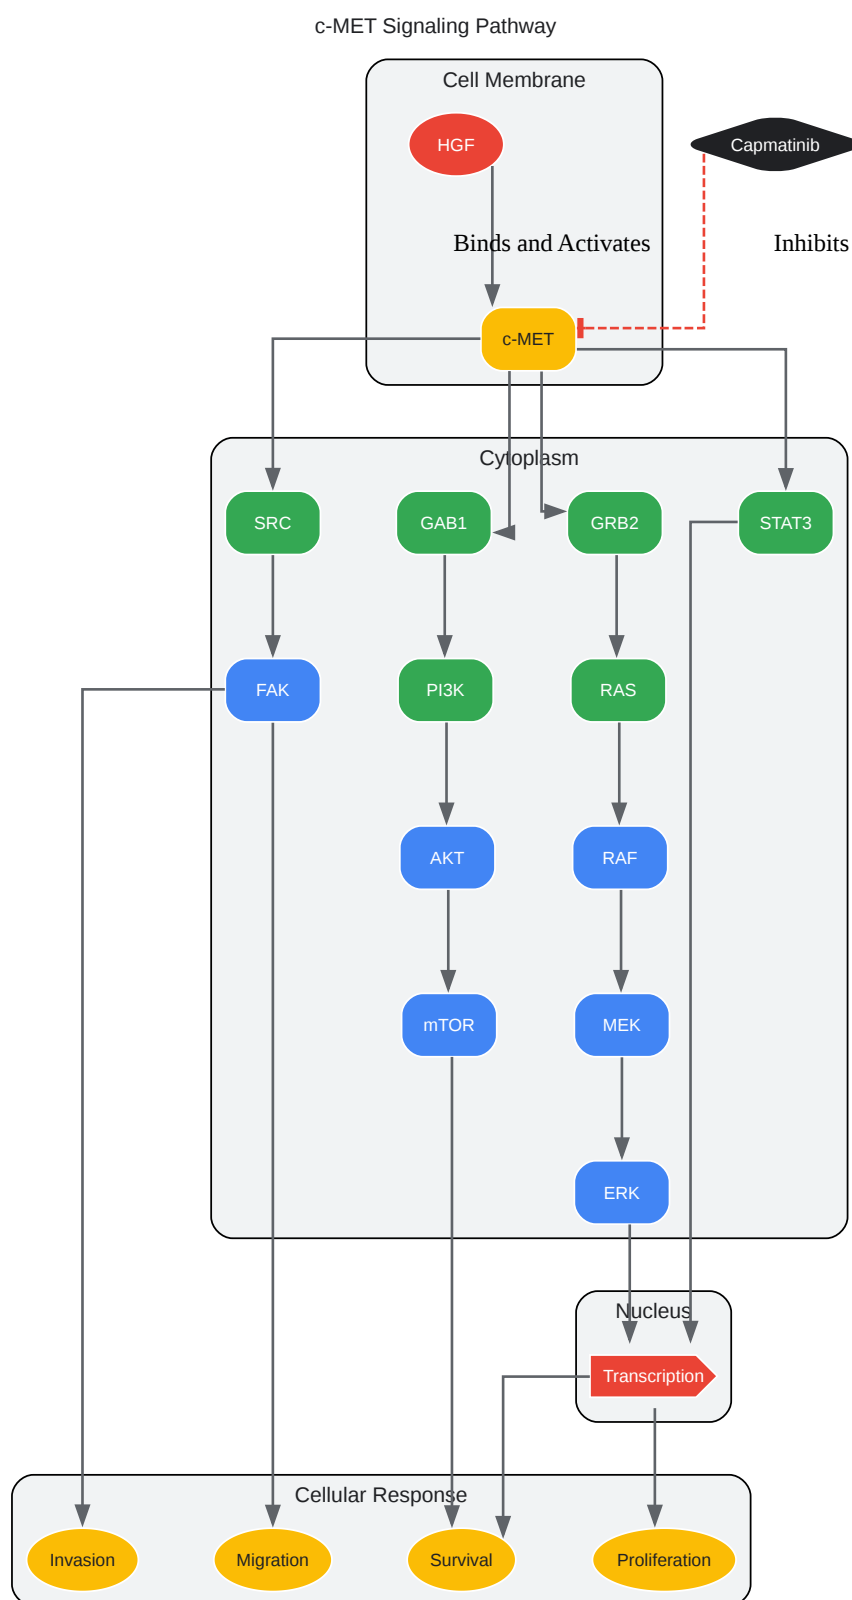 c-MET Signaling Pathway
Cell Membrane
HGF
Capmatinib
Binds and Activates
Inhibits
c-MET
Cytoplasm
SRC
GAB1
GRB2
STAT3
FAK
PI3K
RAS
AKT
RAF
mTOR
MEK
ERK
Nucleus
Transcription
Cellular Response
Invasion
Migration
Survival
Proliferation